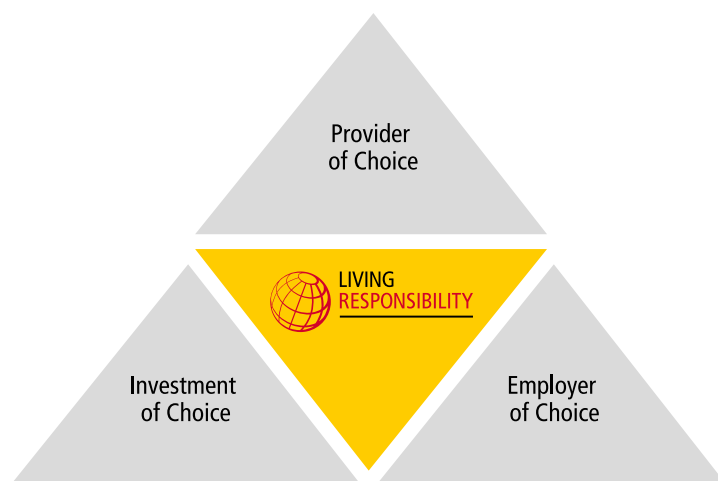 Provider
of Choice
LIVING
RESPONSIBILITY
Investment
of Choice
Employer
of Choice